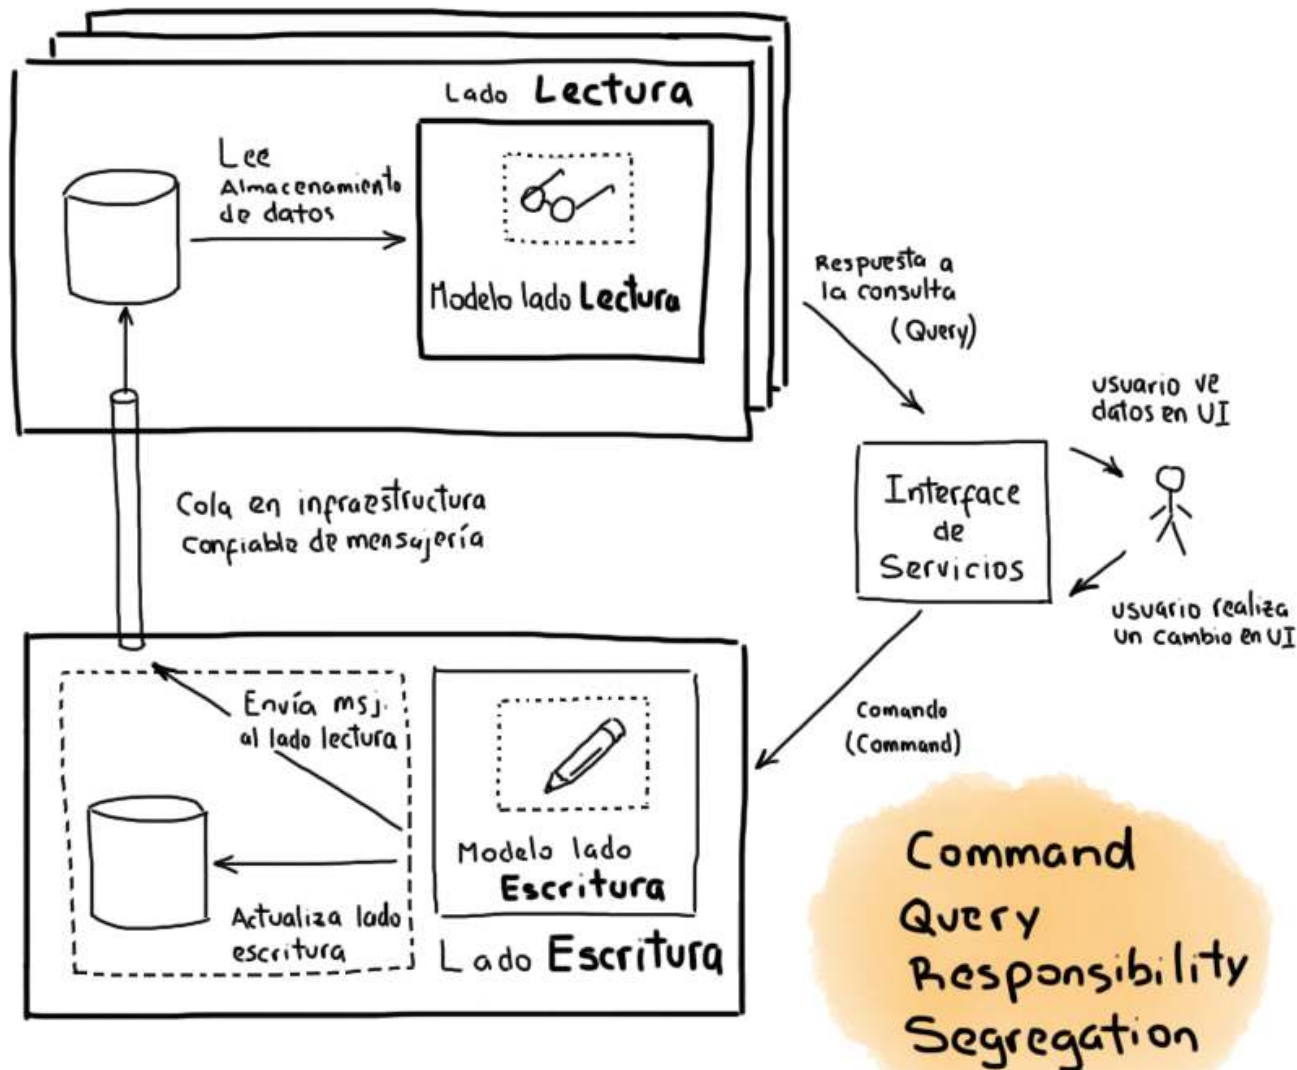 Lado Lectura
Lee
Almacenamiento
de datos
Modelo lado Lectura
Respuesta a
la consulta
(Query)
usuario ve
datos en UI
Interface
de
Servicios
usuario realiza
un cambio en UI
Cola en infraestructura
confiable de mensajería
Comando
(Command)
Envía msj.
al lado lectura
Actualiza lado
escritura
Modelo lado
Escritura
Lado Escritura
Command
Query
Responsibility
Segregation